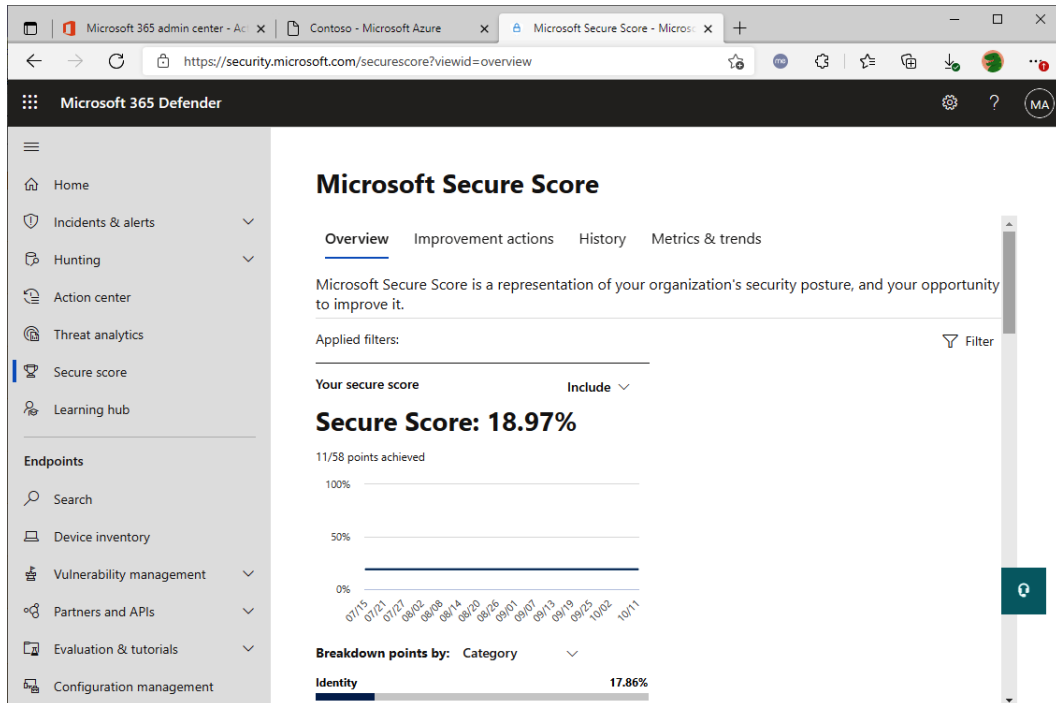 Microsoft 365 admin center - Ac
Contoso - Microsoft Azure
Microsoft Secure Score - Micros
https://security.microsoft.com/securescore?viewid=overview
me
Microsoft 365 Defender
?
MA
Home
Incidents & alerts
Hunting
Action center
Threat analytics
Secure score
Learning hub
Endpoints
Search
Device inventory
Vulnerability management
Partners and APIs
Evaluation & tutorials
Configuration management
Microsoft Secure Score
Overview Improvement actions History Metrics & trends
Microsoft Secure Score is a representation of your organization's security posture, and your opportunity
to improve it.
Applied filters:
Filter
Your secure score
Include
Secure Score: 18.97%
11/58 points achieved
100%
50%
0%
07/15 07/21 07/27 08/02 08/08 08/14 08/20 08/26 09/01 09/07 09/13 09/19 09/25 10/02 10/11
Breakdown points by: Category
Identity 17.86%